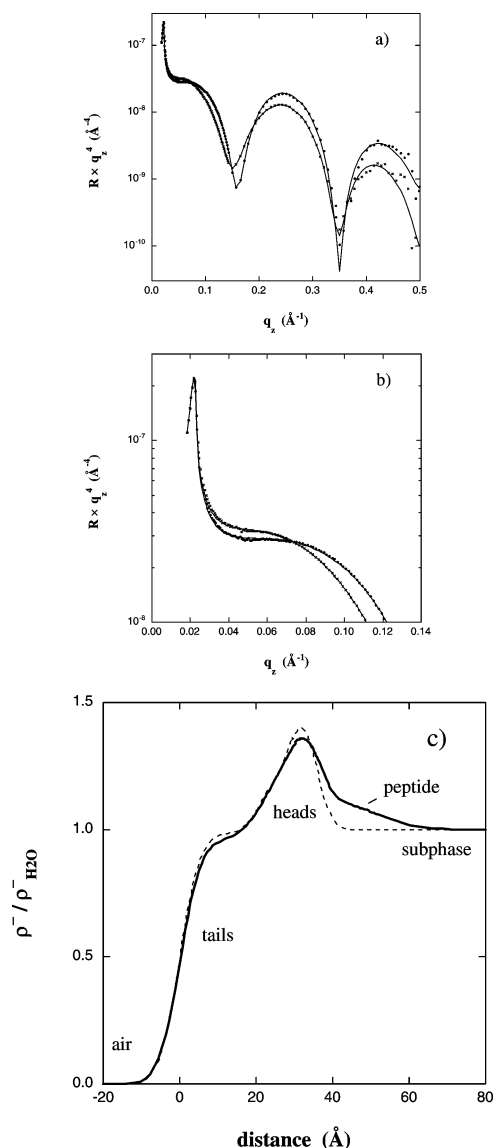 a)
10⁻⁷
10⁻⁸
10⁻⁹
10⁻¹⁰
R × q_z⁴ (Å⁻⁴)
0.0 0.1 0.2 0.3 0.4 0.5
q_z (Å⁻¹)
b)
10⁻⁷
10⁻⁸
R × q_z⁴ (Å⁻⁴)
0.00 0.02 0.04 0.06 0.08 0.10 0.12 0.14
q_z (Å⁻¹)
c)
1.5
1.0
0.5
0.0
ρ⁻ / ρ⁻H2O
peptide
heads
subphase
tails
air
-20 0 20 40 60 80
distance (Å)